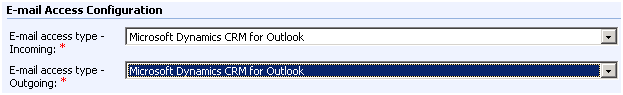 E-mail Access Configuration
E-mail access type - Incoming: * Microsoft Dynamics CRM for Outlook
E-mail access type - Outgoing: * Microsoft Dynamics CRM for Outlook